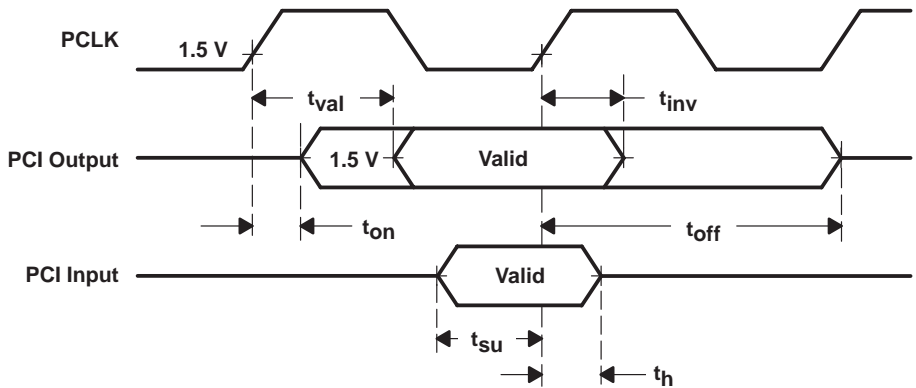 PCLK
1.5 V
tval
tinv
PCI Output
1.5 V
Valid
ton
toff
PCI Input
Valid
tsu
th